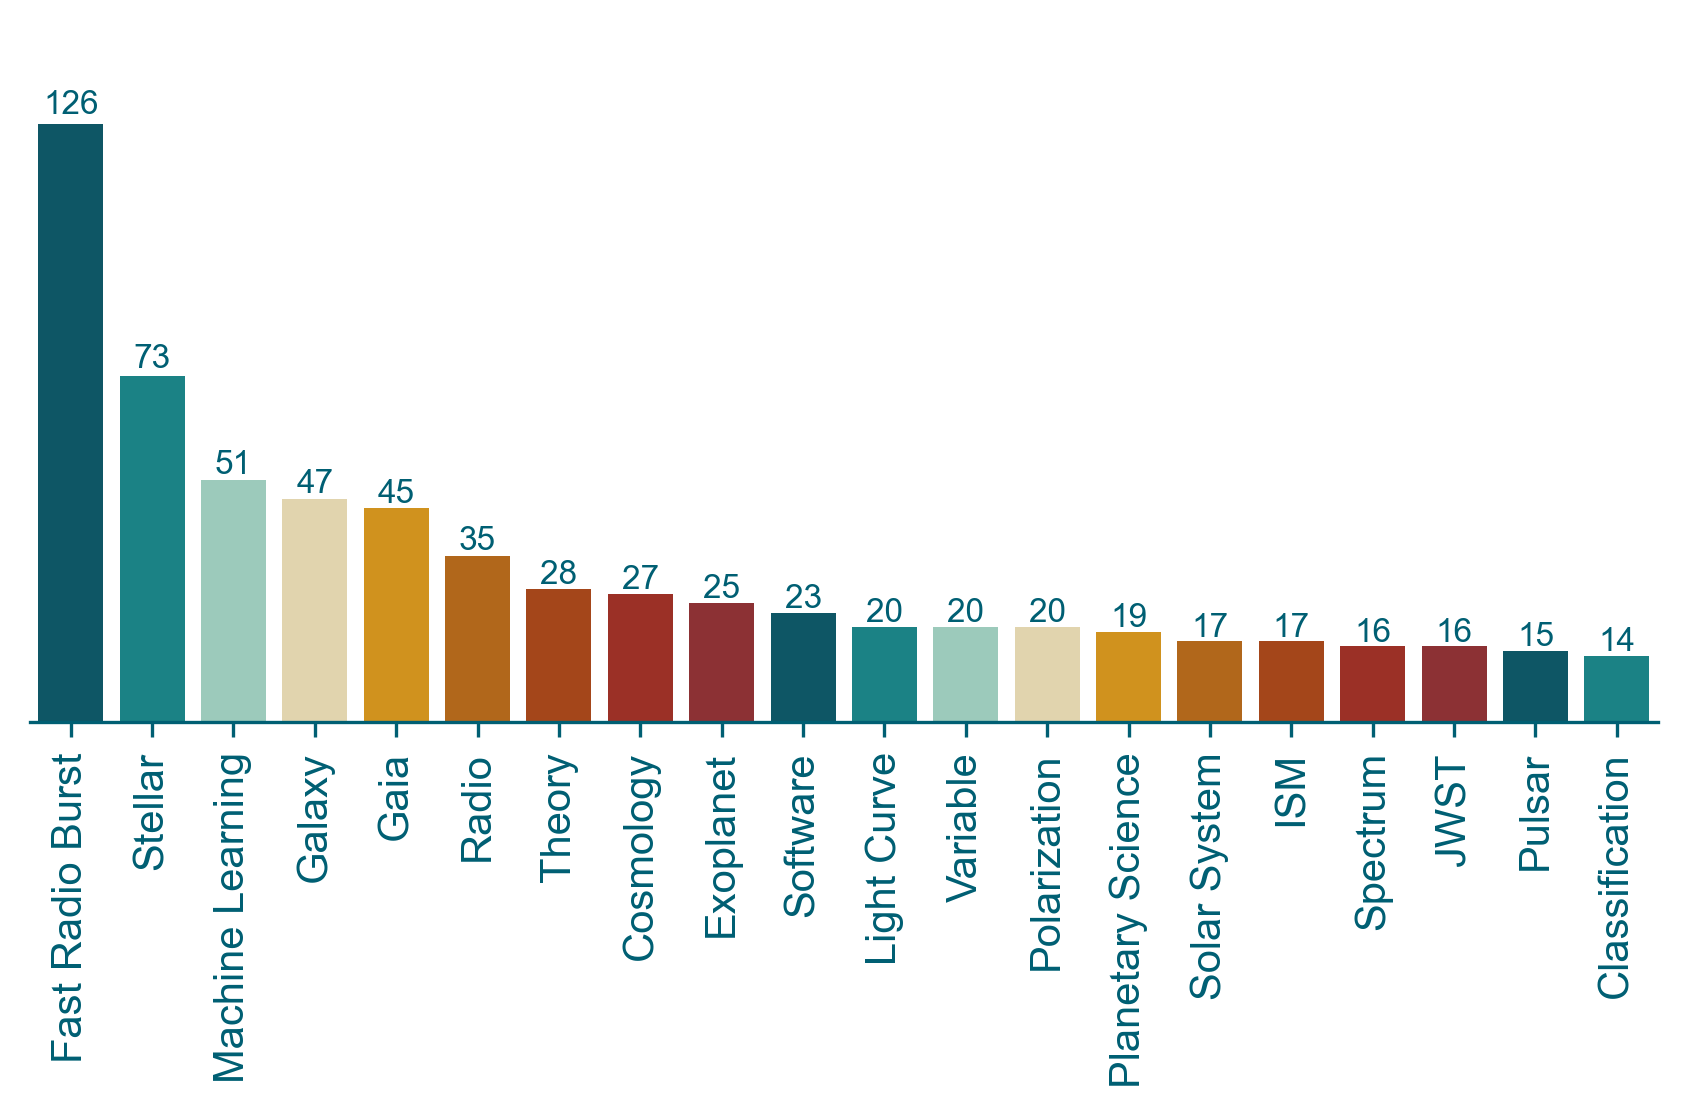 126
73
51
47
45
35
28
27
25
23
20
20
20
19
17
17
16
16
15
14
Fast Radio Burst
Stellar
Machine Learning
Galaxy
Gaia
Radio
Theory
Cosmology
Exoplanet
Software
Light Curve
Variable
Polarization
Planetary Science
Solar System
ISM
Spectrum
JWST
Pulsar
Classification